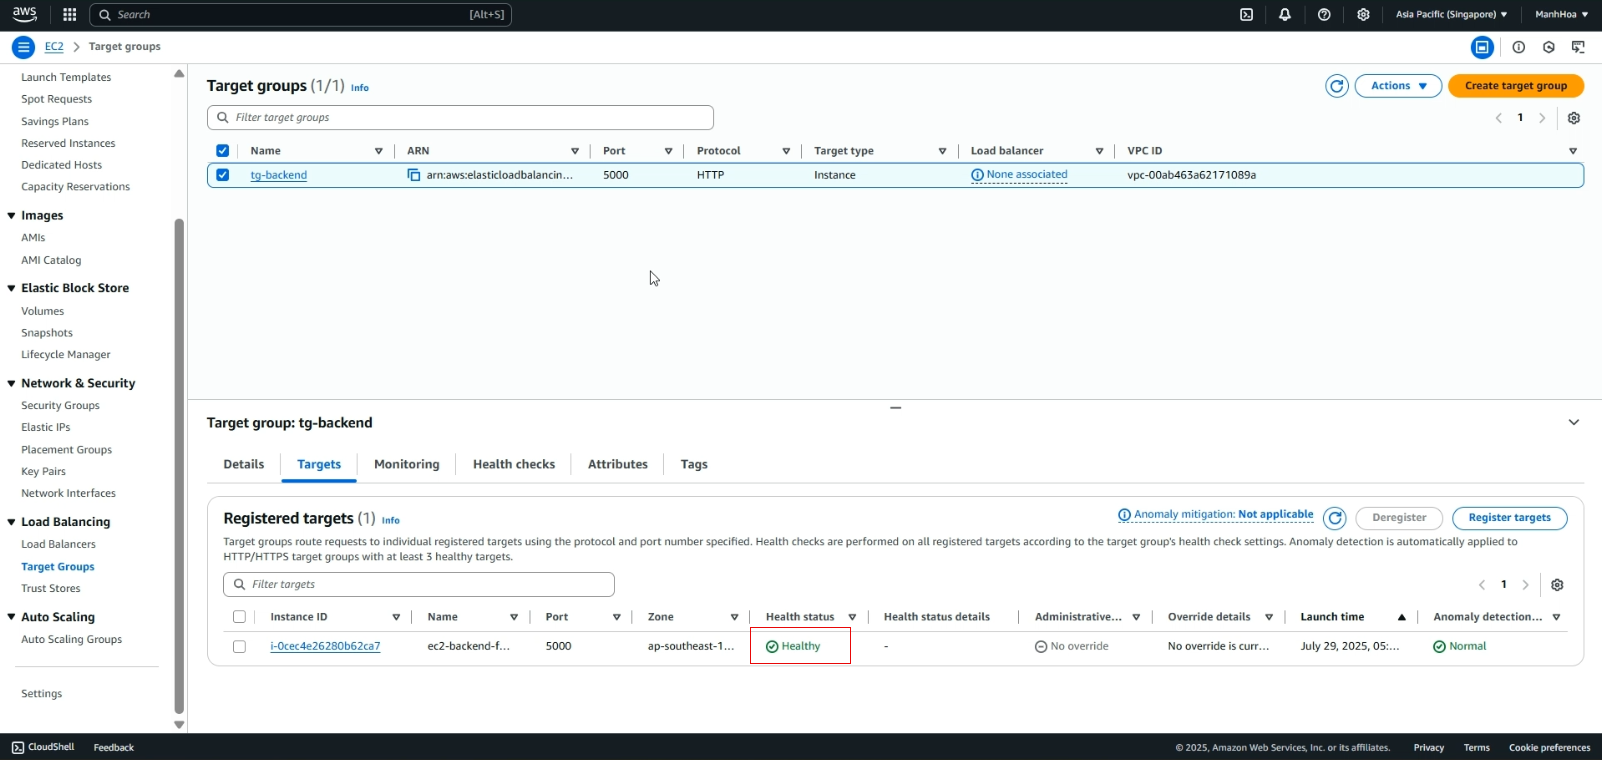 aws Search [Alt+S] Asia Pacific (Singapore) ManhHoa
EC2 Target groups
Launch Templates
Spot Requests
Savings Plans
Reserved Instances
Dedicated Hosts
Capacity Reservations
Images
AMIs
AMI Catalog
Elastic Block Store
Volumes
Snapshots
Lifecycle Manager
Network & Security
Security Groups
Elastic IPs
Placement Groups
Key Pairs
Network Interfaces
Load Balancing
Load Balancers
Target Groups
Trust Stores
Auto Scaling
Auto Scaling Groups
Settings
Target groups (1/1) Info Actions Create target group
Filter target groups 1
Name ARN Port Protocol Target type Load balancer VPC ID
tg-backend arn:aws:elasticloadbalancin... 5000 HTTP Instance None associated vpc-00ab463a62171089a
Target group: tg-backend
Details Targets Monitoring Health checks Attributes Tags
Registered targets (1) Info Anomaly mitigation: Not applicable Deregister Register targets
Target groups route requests to individual registered targets using the protocol and port number specified. Health checks are performed on all registered targets according to the target group's health check settings. Anomaly detection is automatically applied to
HTTP/HTTPS target groups with at least 3 healthy targets.
Filter targets 1
Instance ID Name Port Zone Health status Health status details Administrative... Override details Launch time Anomaly detection...
i-0cec4e26280b62ca7 ec2-backend-f... 5000 ap-southeast-1... Healthy - No override No override is curr... July 29, 2025, 05:... Normal
CloudShell Feedback © 2025, Amazon Web Services, Inc. or its affiliates. Privacy Terms Cookie preferences